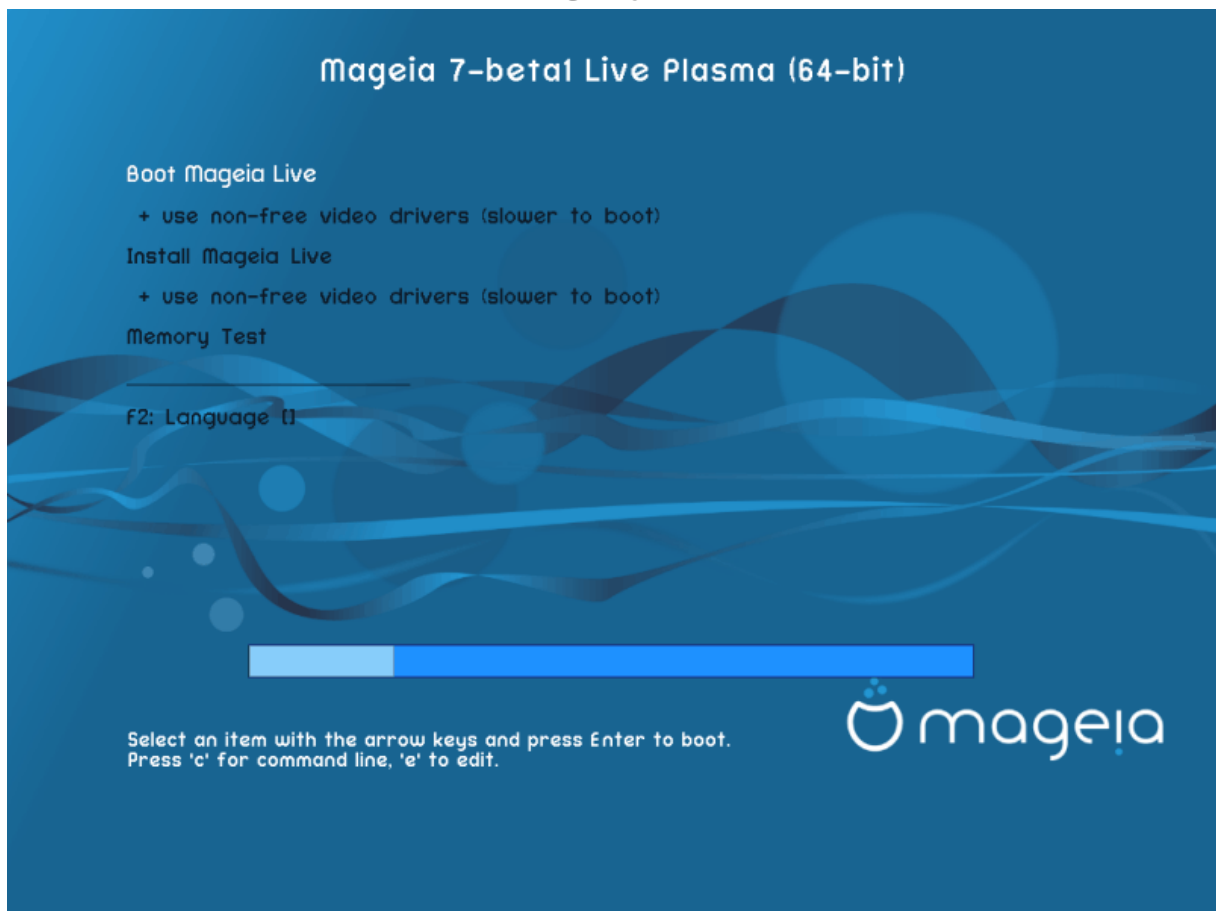 Mageia 7-beta1 Live Plasma (64-bit)
Boot Mageia Live
+ use non-free video drivers (slower to boot)
Install Mageia Live
+ use non-free video drivers (slower to boot)
Memory Test
F2: Language []
mageia
Select an item with the arrow keys and press Enter to boot.
Press 'c' for command line, 'e' to edit.